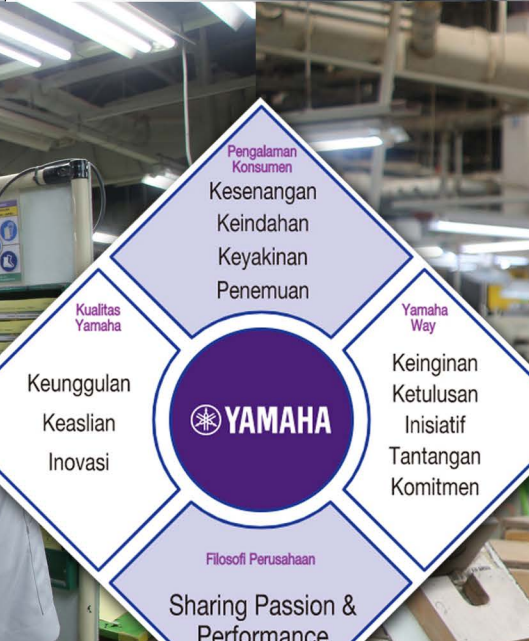 Pengalaman
Konsumen
Kesenangan
Keindahan
Keyakinan
Penemuan
Kualitas
Yamaha
Keunggulan
Keaslian
Inovasi
YAMAHA
Yamaha
Way
Keinginan
Ketulusan
Inisiatif
Tantangan
Komitmen
Filosofi Perusahaan
Sharing Passion &
Performance